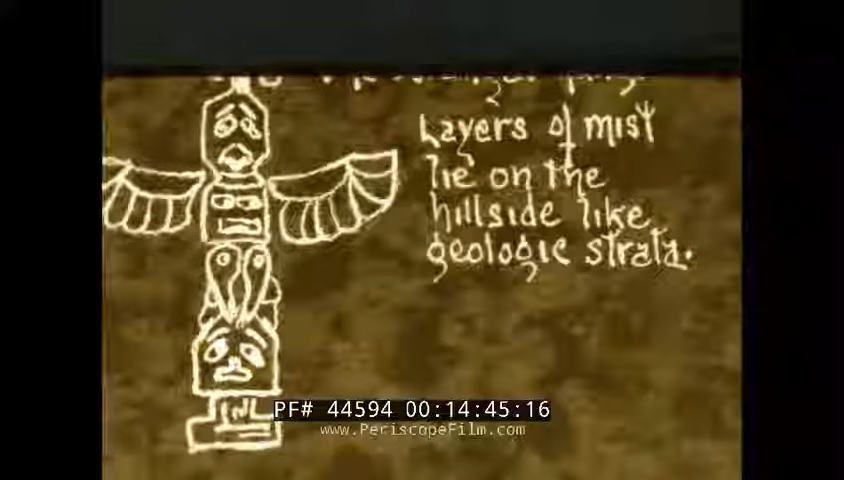 Layers of mist
lie on the
hillside like
geologic strata.
PF# 44594 00:14:45:16
www.PeriscopeFilm.com